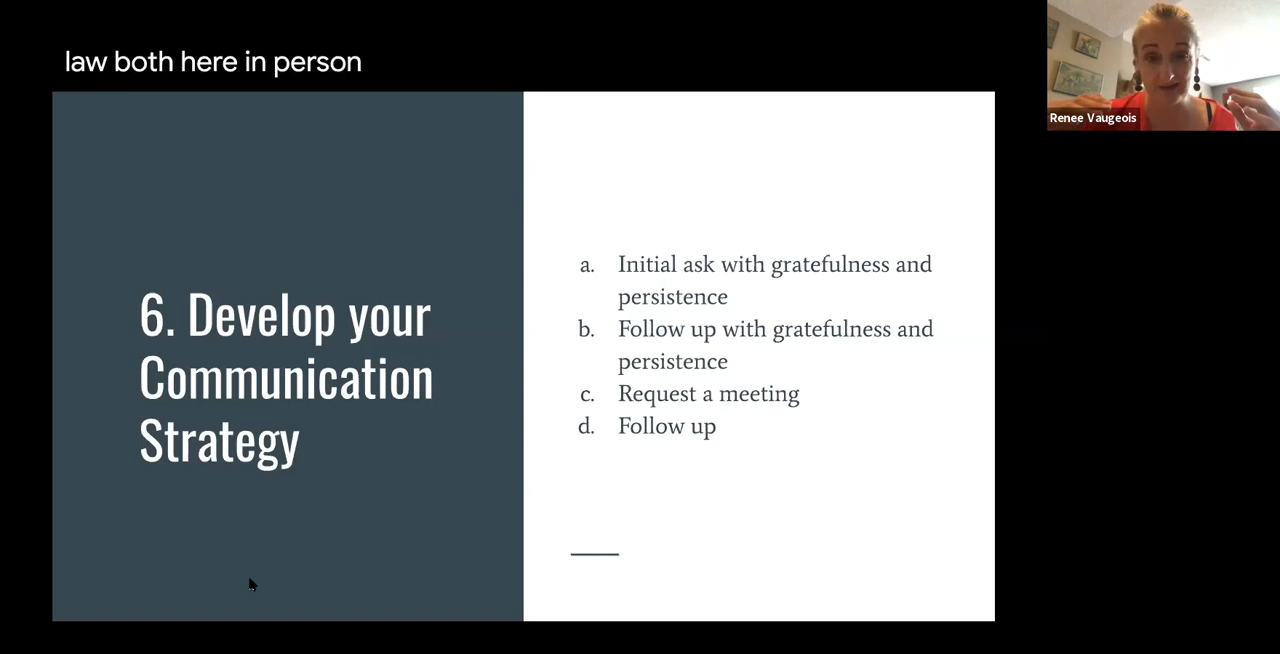 law both here in person
Renee Vaugeois
6. Develop your
Communication
Strategy
a. Initial ask with gratefulness and
persistence
b. Follow up with gratefulness and
persistence
c. Request a meeting
d. Follow up